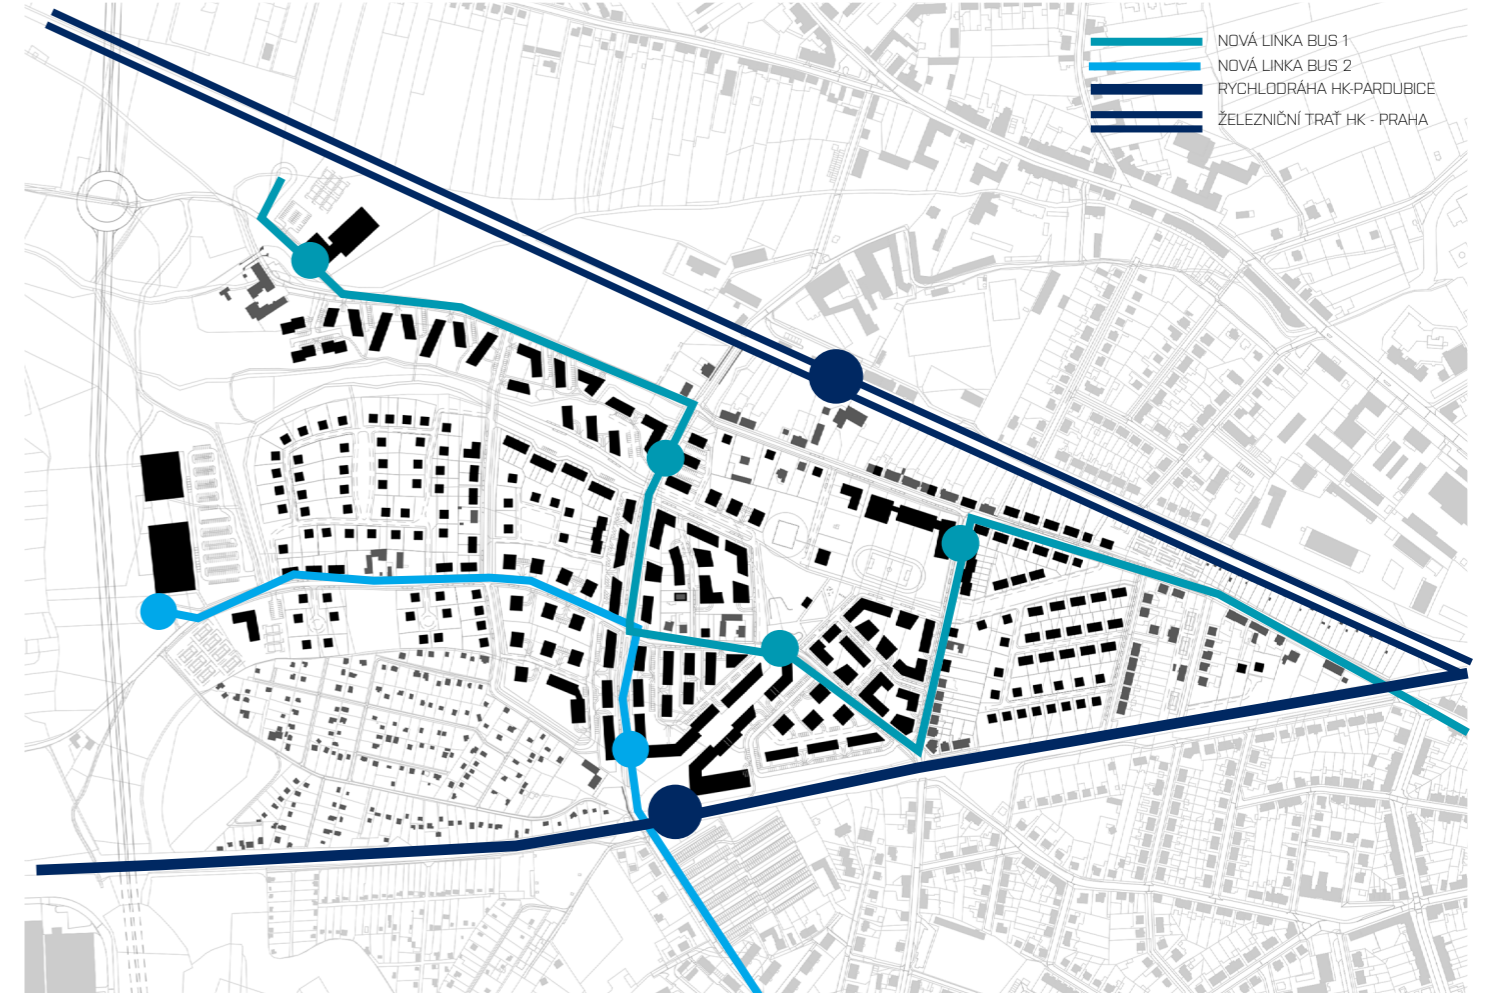 NOVÁ LINKA BUS 1
NOVÁ LINKA BUS 2
RYCHLODRÁHA HK-PARDUBICE
ŽELEZNIČNÍ TRAŤ HK - PRAHA